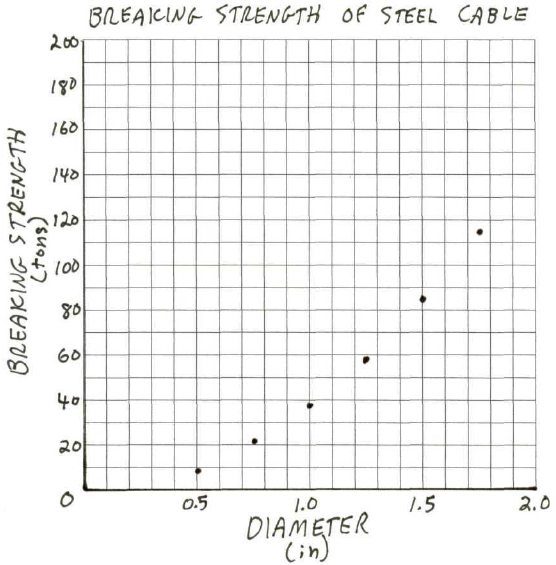 BREAKING STRENGTH OF STEEL CABLE
200
180
160
140
120
100
80
60
40
20
0
BREAKING STRENGTH
(tons)
0.5 1.0 1.5 2.0
DIAMETER
(in)